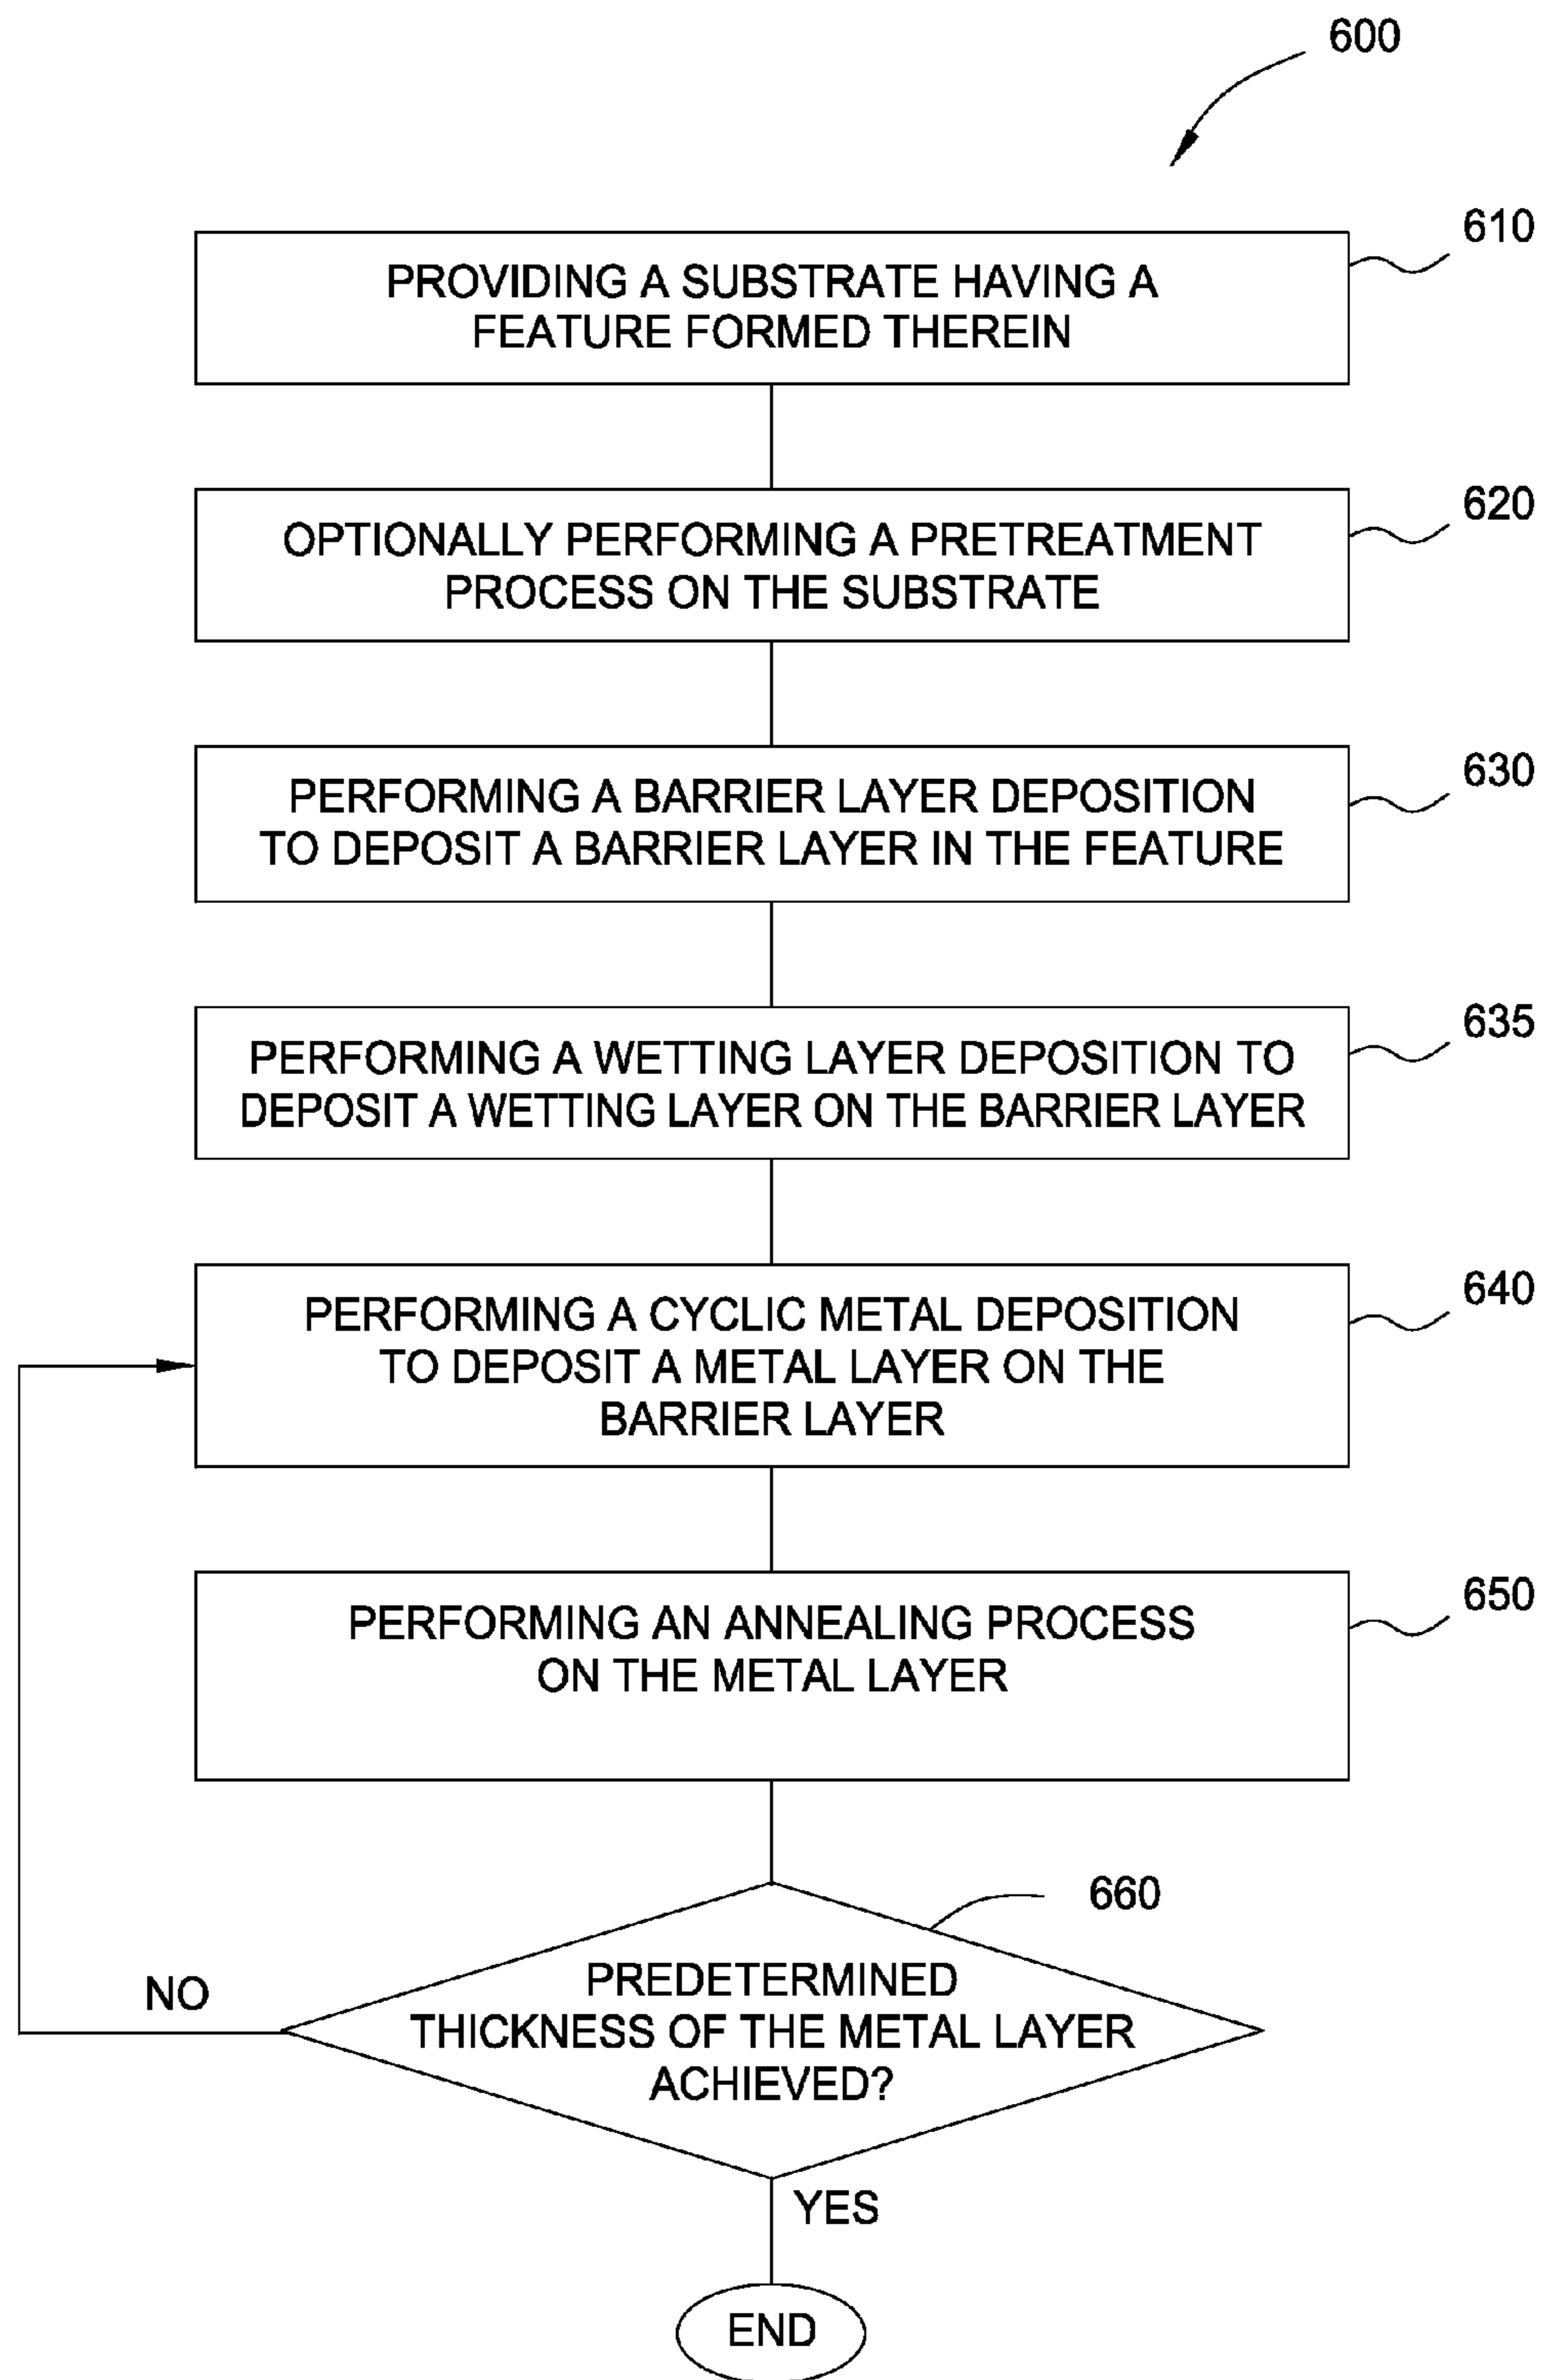 600
610
PROVIDING A SUBSTRATE HAVING A
FEATURE FORMED THEREIN
620
OPTIONALLY PERFORMING A PRETREATMENT
PROCESS ON THE SUBSTRATE
630
PERFORMING A BARRIER LAYER DEPOSITION
TO DEPOSIT A BARRIER LAYER IN THE FEATURE
635
PERFORMING A WETTING LAYER DEPOSITION TO
DEPOSIT A WETTING LAYER ON THE BARRIER LAYER
640
PERFORMING A CYCLIC METAL DEPOSITION
TO DEPOSIT A METAL LAYER ON THE
BARRIER LAYER
650
PERFORMING AN ANNEALING PROCESS
ON THE METAL LAYER
660
PREDETERMINED
THICKNESS OF THE METAL LAYER
ACHIEVED?
NO
YES
END